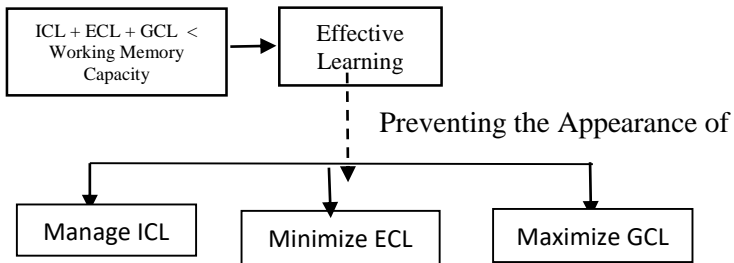 ICL + ECL + GCL <
Working Memory
Capacity
Effective
Learning
Preventing the Appearance of
Manage ICL
Minimize ECL
Maximize GCL